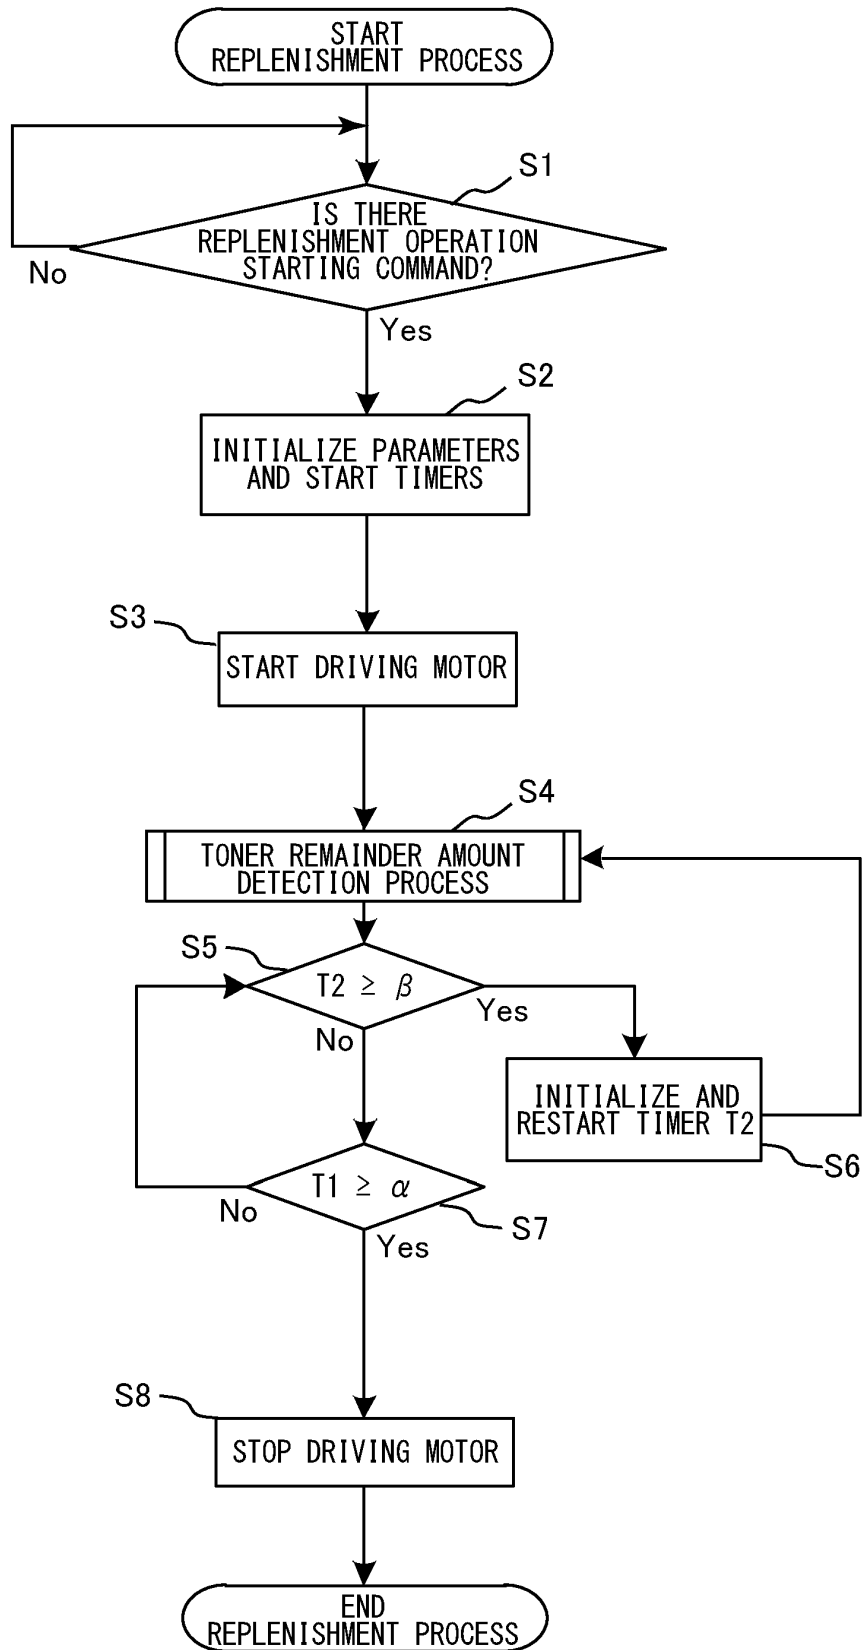 START
REPLENISHMENT PROCESS
S1
IS THERE
REPLENISHMENT OPERATION
STARTING COMMAND?
No
Yes
S2
INITIALIZE PARAMETERS
AND START TIMERS
S3
START DRIVING MOTOR
S4
TONER REMAINDER AMOUNT
DETECTION PROCESS
S5
T2 ≥ β
Yes
No
INITIALIZE AND
RESTART TIMER T2
S6
T1 ≥ α
No
S7
Yes
S8
STOP DRIVING MOTOR
END
REPLENISHMENT PROCESS